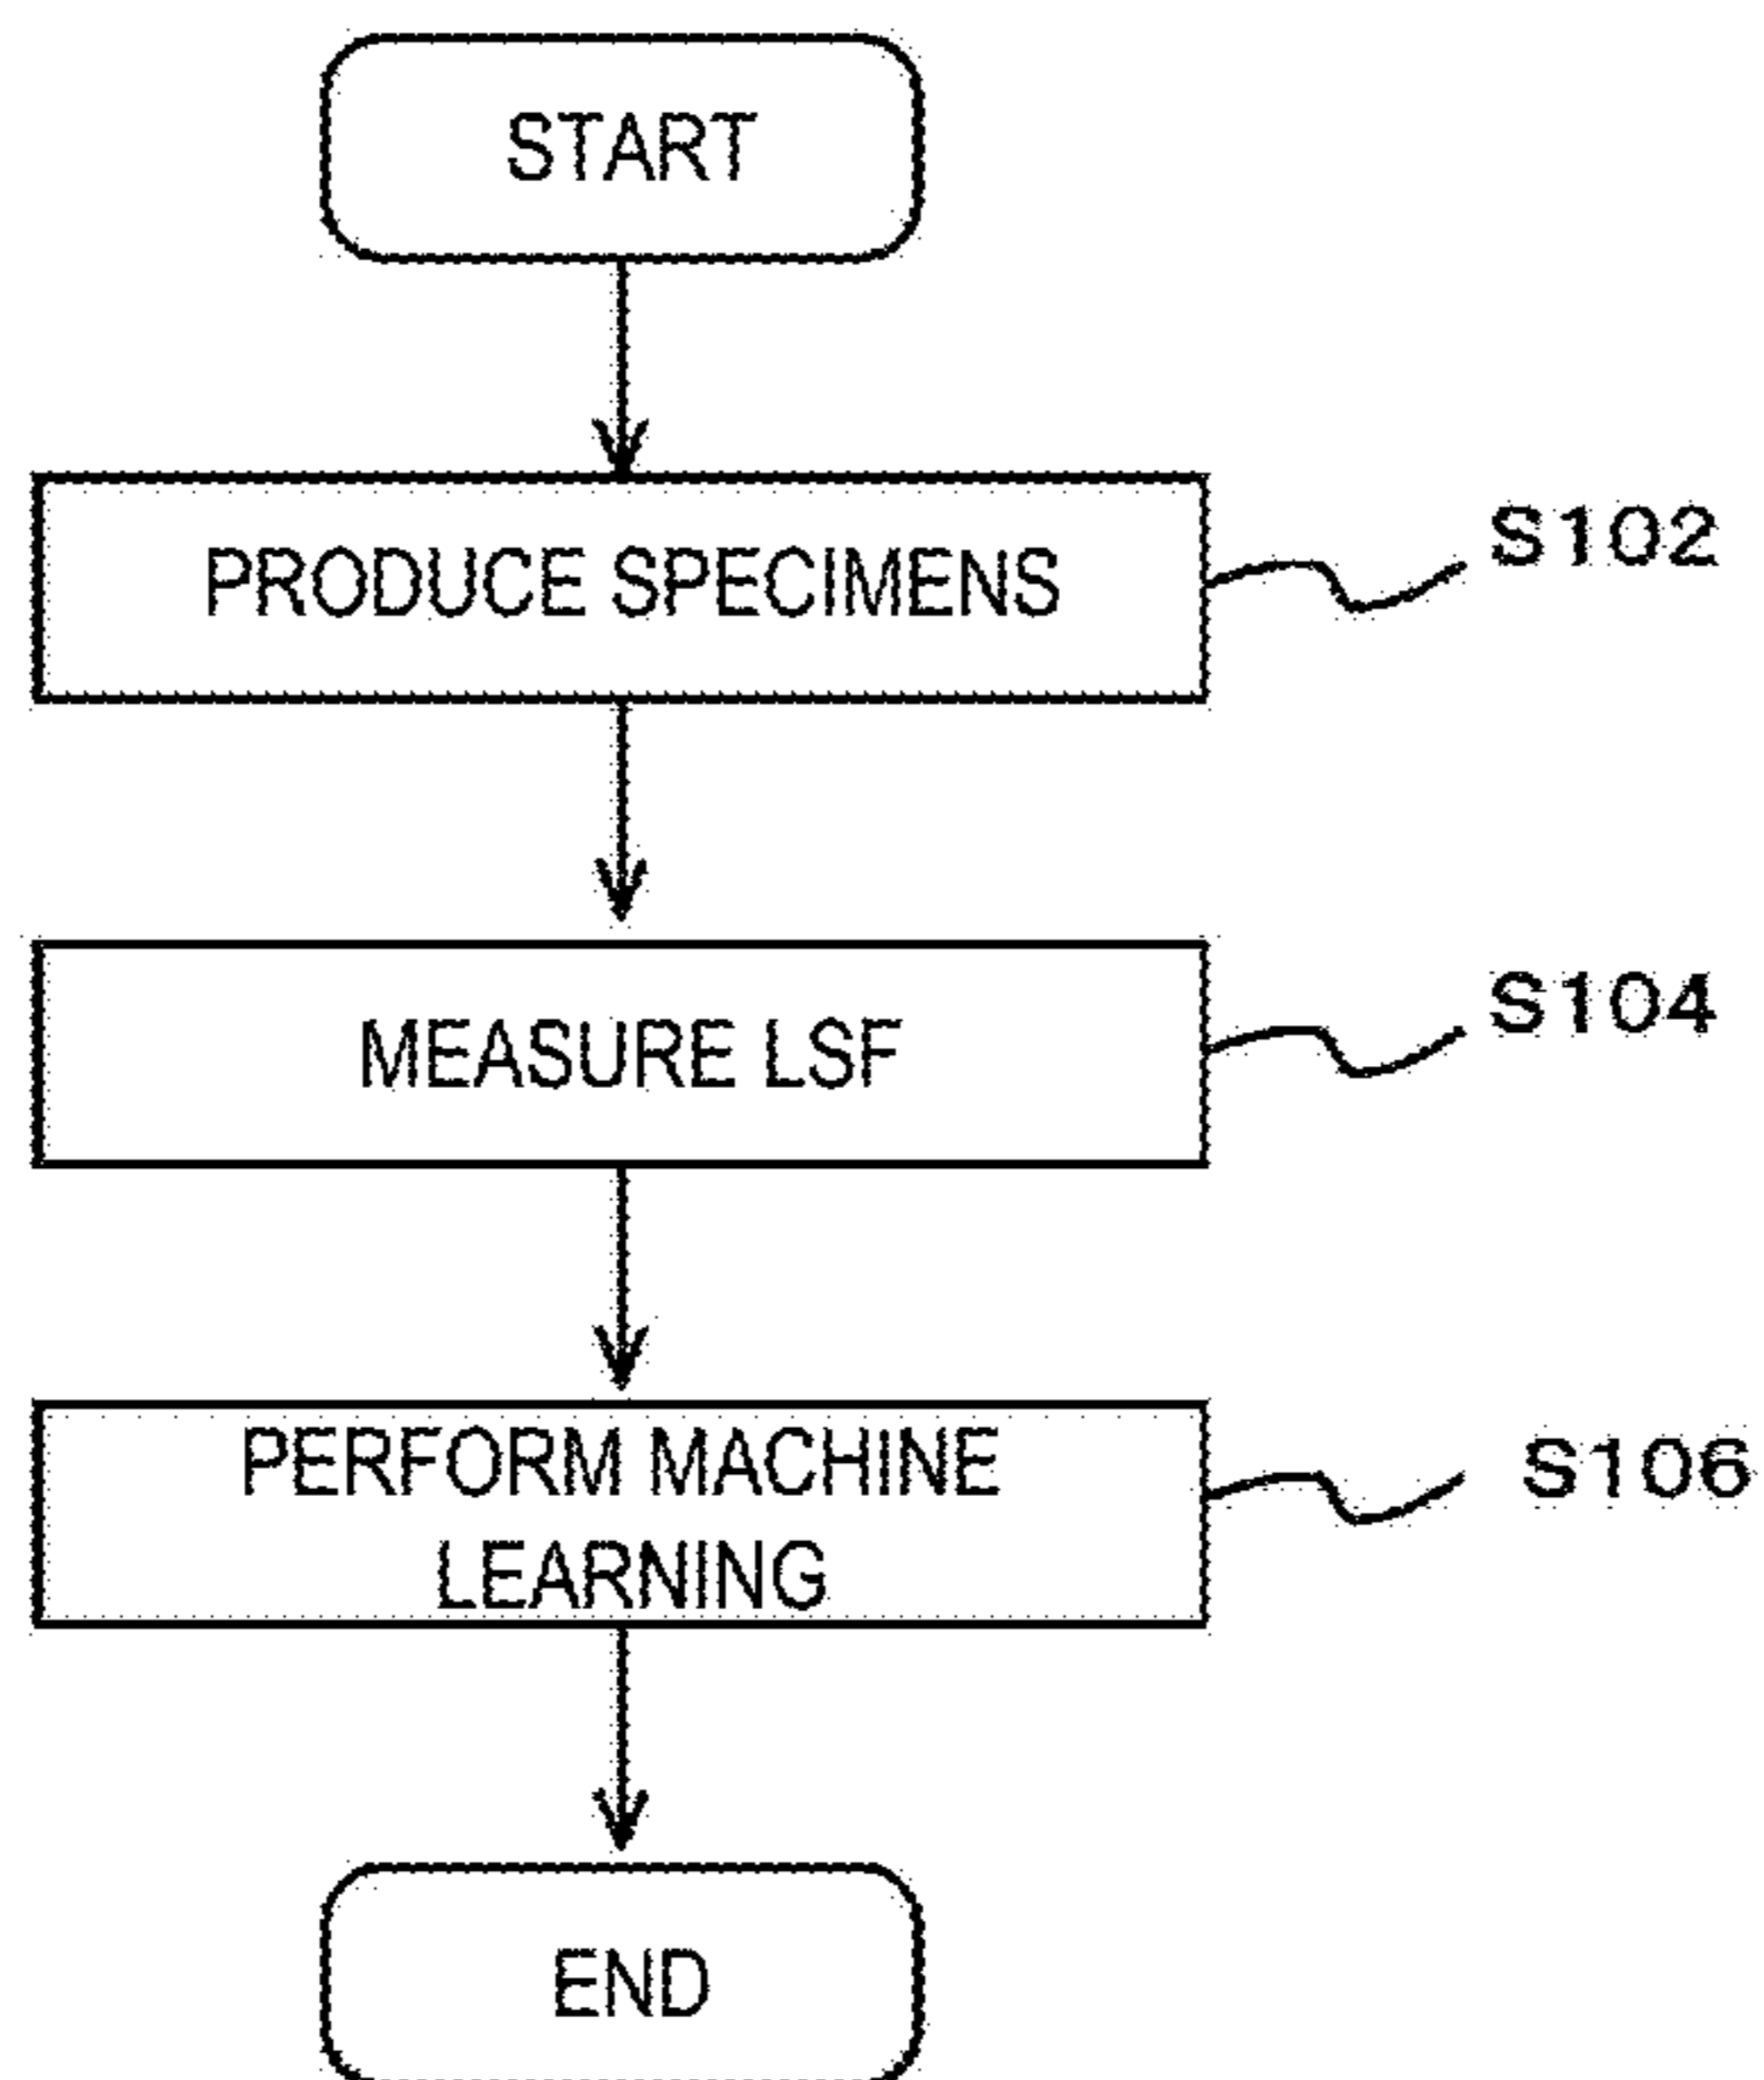 START
PRODUCE SPECIMENS
S102
MEASURE LSF
S104
PERFORM MACHINE
LEARNING
S106
END